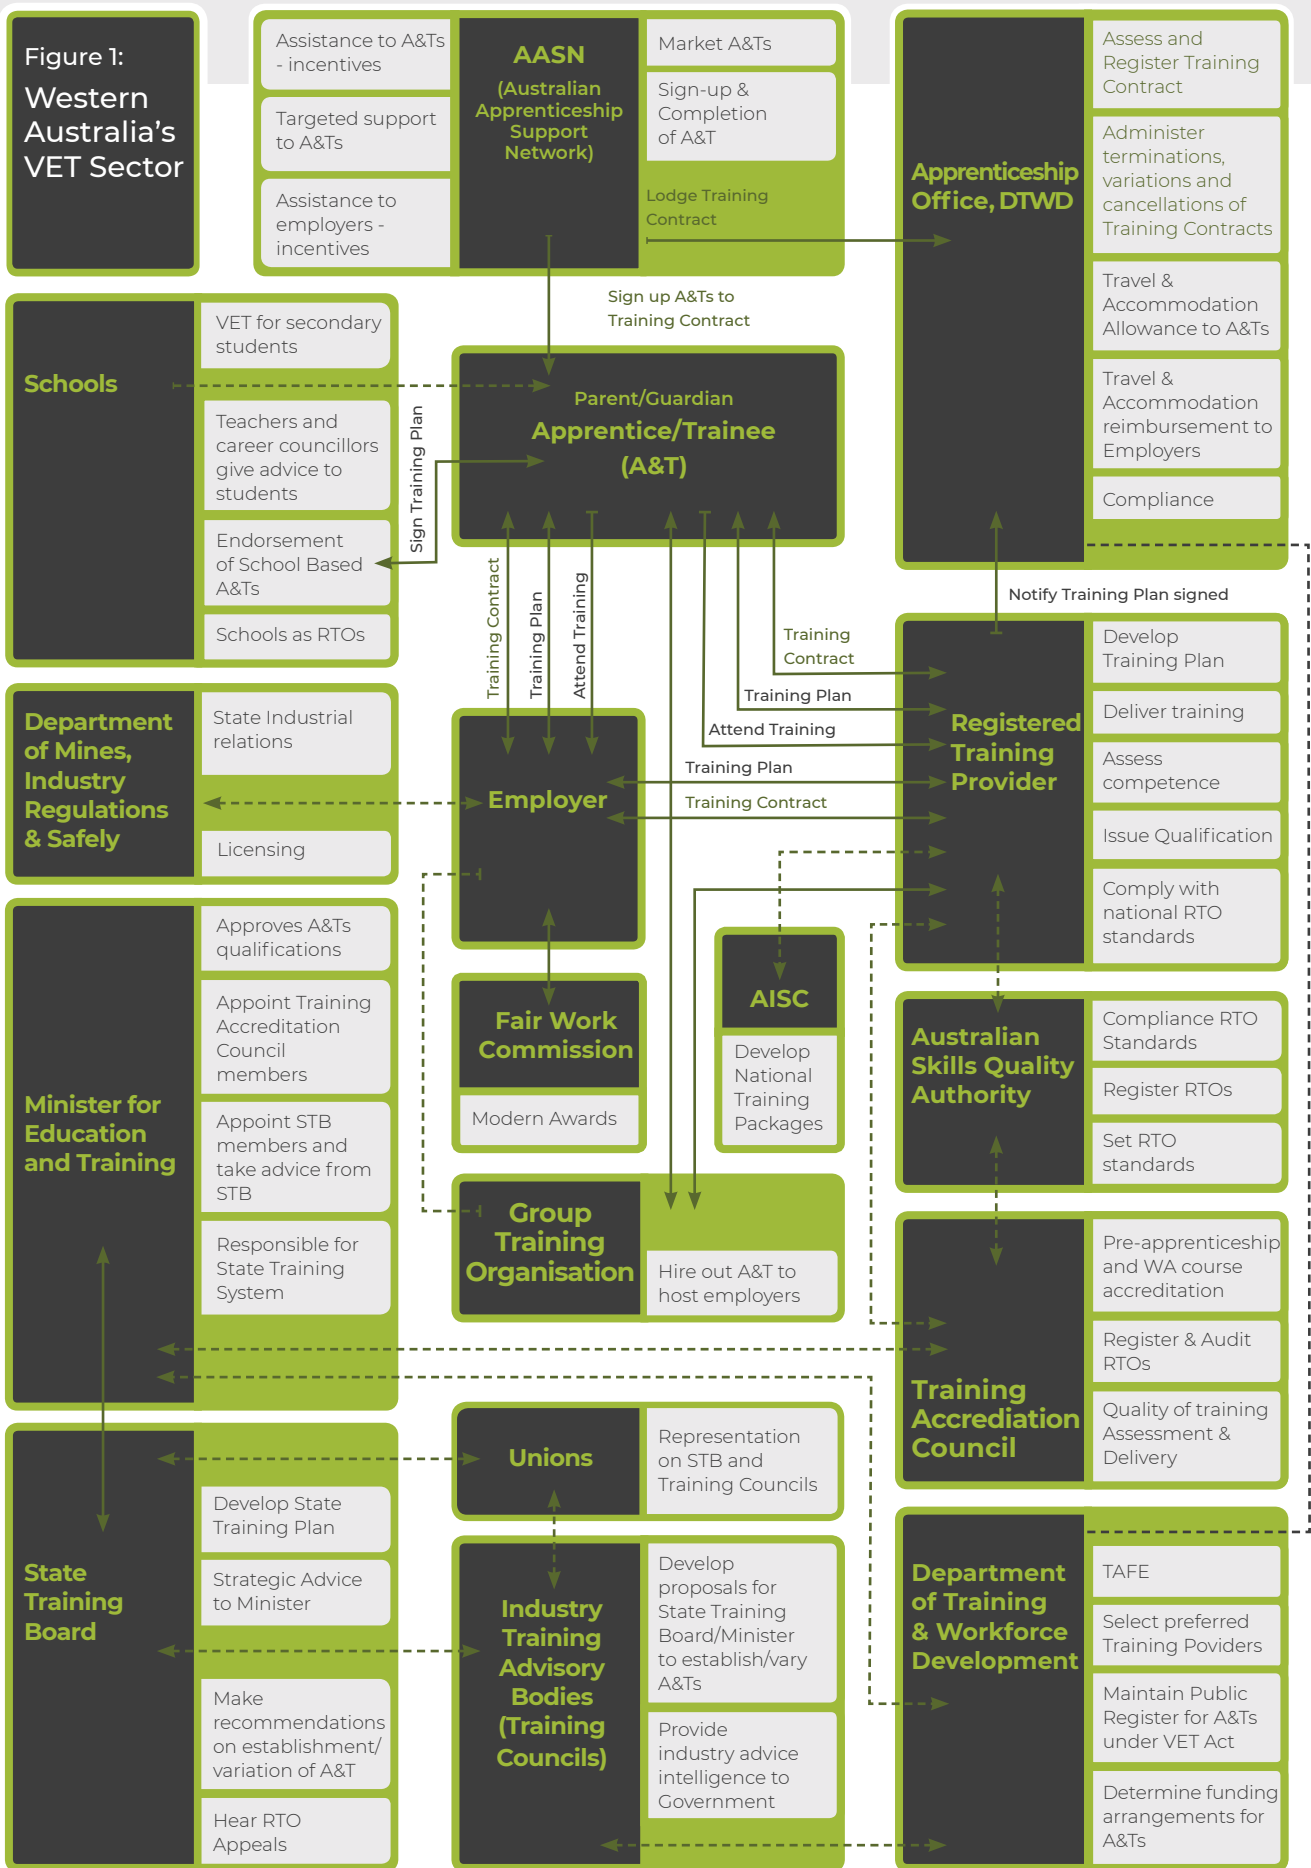 Figure 1:
Western
Australia's
VET Sector
Assistance to A&Ts
- incentives
Targeted support
to A&Ts
Assistance to
employers -
incentives
AASN
(Australian
Apprenticeship
Support
Network)
Market A&Ts
Sign-up &
Completion
of A&T
Lodge Training
Contract
Apprenticeship
Office, DTWD
Assess and
Register Training
Contract
Administer
terminations,
variations and
cancellations of
Training Contracts
Travel &
Accommodation
Allowance to A&Ts
Travel &
Accommodation
reimbursement to
Employers
Compliance
Sign up A&Ts to
Training Contract
Schools
VET for secondary
students
Teachers and
career councillors
give advice to
students
Endorsement
of School Based
A&Ts
Schools as RTOs
Sign Training Plan
Parent/Guardian
Apprentice/Trainee
(A&T)
Training Contract
Training Plan
Attend Training
Notify Training Plan signed
Training
Contract
Training Plan
Attend Training
Training Plan
Training Contract
Department
of Mines,
Industry
Regulations
& Safely
State Industrial
relations
Licensing
Employer
Registered
Training
Provider
Develop
Training Plan
Deliver training
Assess
competence
Issue Qualification
Comply with
national RTO
standards
Minister for
Education
and Training
Approves A&Ts
qualifications
Appoint Training
Accreditation
Council
members
Appoint STB
members and
take advice from
STB
Responsible for
State Training
System
Fair Work
Commission
Modern Awards
AISC
Develop
National
Training
Packages
Australian
Skills Quality
Authority
Compliance RTO
Standards
Register RTOs
Set RTO
standards
Group
Training
Organisation
Hire out A&T to
host employers
Training
Accrediation
Council
Pre-apprenticeship
and WA course
accreditation
Register & Audit
RTOs
Quality of training
Assessment &
Delivery
State
Training
Board
Develop State
Training Plan
Strategic Advice
to Minister
Make
recommendations
on establishment/
variation of A&T
Hear RTO
Appeals
Unions
Representation
on STB and
Training Councils
Industry
Training
Advisory
Bodies
(Training
Councils)
Develop
proposals for
State Training
Board/Minister
to establish/vary
A&Ts
Provide
industry advice
intelligence to
Government
Department
of Training
& Workforce
Development
TAFE
Select preferred
Training Poviders
Maintain Public
Register for A&Ts
under VET Act
Determine funding
arrangements for
A&Ts